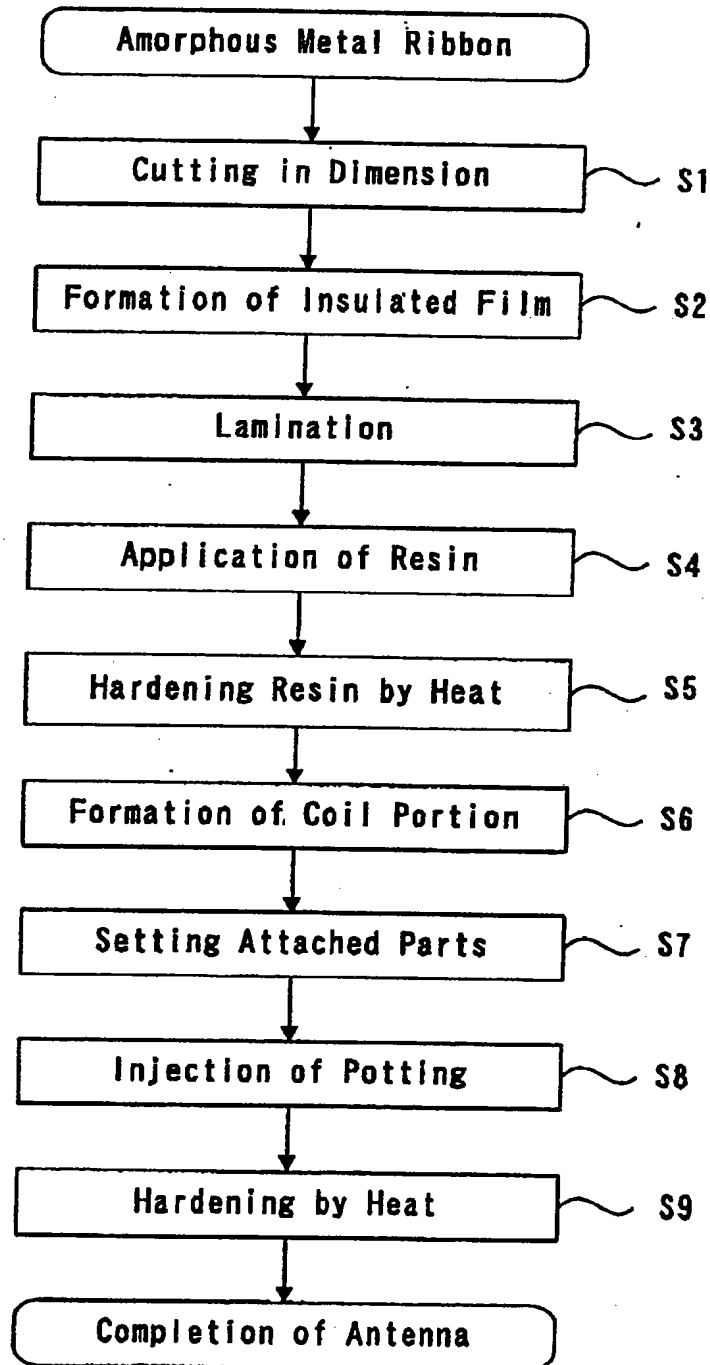 Amorphous Metal Ribbon
Cutting in Dimension S1
Formation of Insulated Film S2
Lamination S3
Application of Resin S4
Hardening Resin by Heat S5
Formation of Coil Portion S6
Setting Attached Parts S7
Injection of Potting S8
Hardening by Heat S9
Completion of Antenna